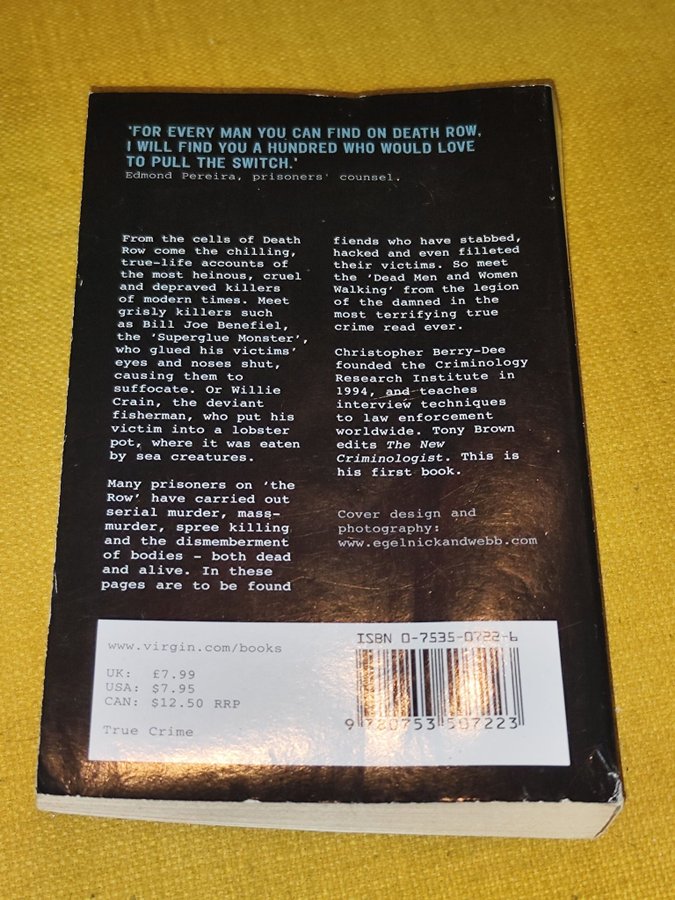 'FOR EVERY MAN YOU CAN FIND ON DEATH ROW,
I WILL FIND YOU A HUNDRED WHO WOULD LOVE
TO PULL THE SWITCH.'
Edmond Pereira, prisoners' counsel.
From the cells of Death
Row come the chilling,
true-life accounts of
the most heinous, cruel
and depraved killers
of modern times. Meet
grisly killers such
as Bill Joe Benefiel,
the 'Superglue Monster',
who glued his victims'
eyes and noses shut,
causing them to
suffocate. Or Willie
Crain, the deviant
fisherman, who put his
victim into a lobster
pot, where it was eaten
by sea creatures.
Many prisoners on 'the
Row' have carried out
serial murder, mass-
murder, spree killing
and the dismemberment
of bodies – both dead
and alive. In these
pages are to be found
fiends who have stabbed,
hacked and even filleted
their victims. So meet
the 'Dead Men and Women
Walking' from the legion
of the damned in the
most terrifying true
crime read ever.
Christopher Berry-Dee
founded the Criminology
Research Institute in
1994, and teaches
interview techniques
to law enforcement
worldwide. Tony Brown
edits The New
Criminologist. This is
his first book.
Cover design and
photography:
www.egelnickandwebb.com
www.virgin.com/books
UK: £7.99
USA: $7.95
CAN: $12.50 RRP
True Crime
ISBN 0-7535-0722-6
9 780753 507223